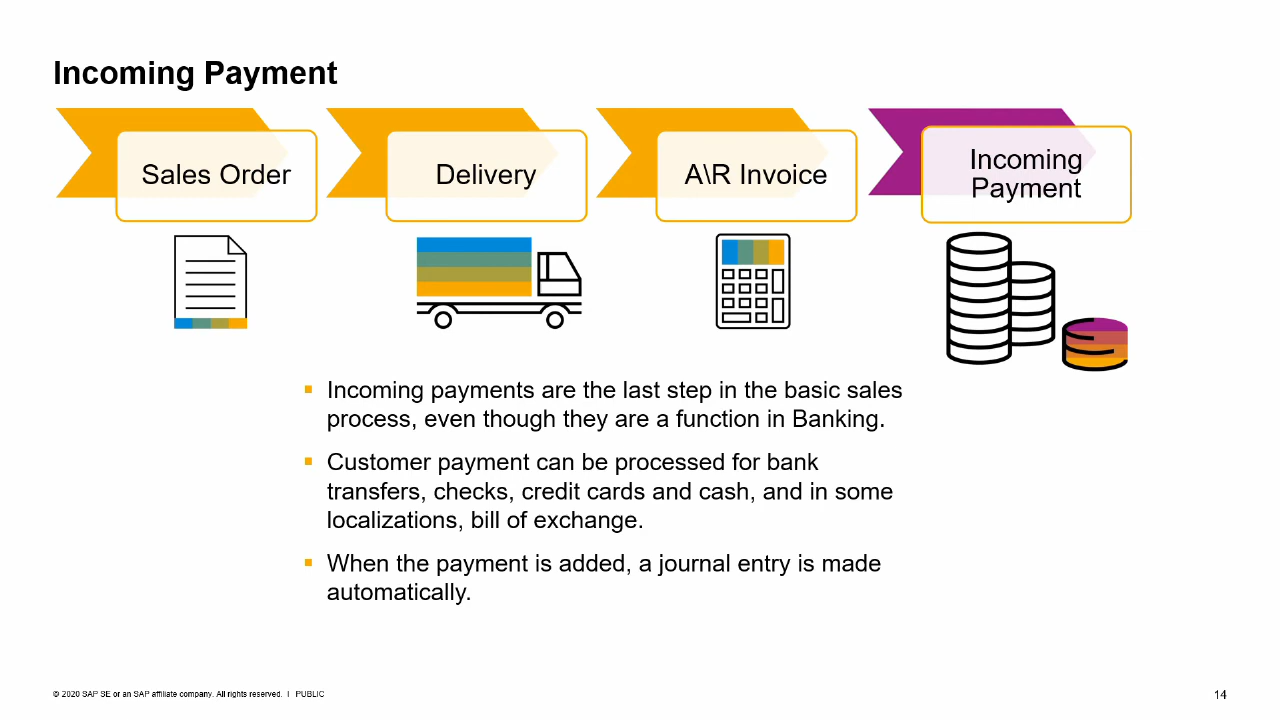 Incoming Payment
Sales Order
Delivery
A\R Invoice
Incoming
Payment
▪ Incoming payments are the last step in the basic sales
process, even though they are a function in Banking.
▪ Customer payment can be processed for bank
transfers, checks, credit cards and cash, and in some
localizations, bill of exchange.
▪ When the payment is added, a journal entry is made
automatically.
© 2020 SAP SE or an SAP affiliate company. All rights reserved. I PUBLIC
14